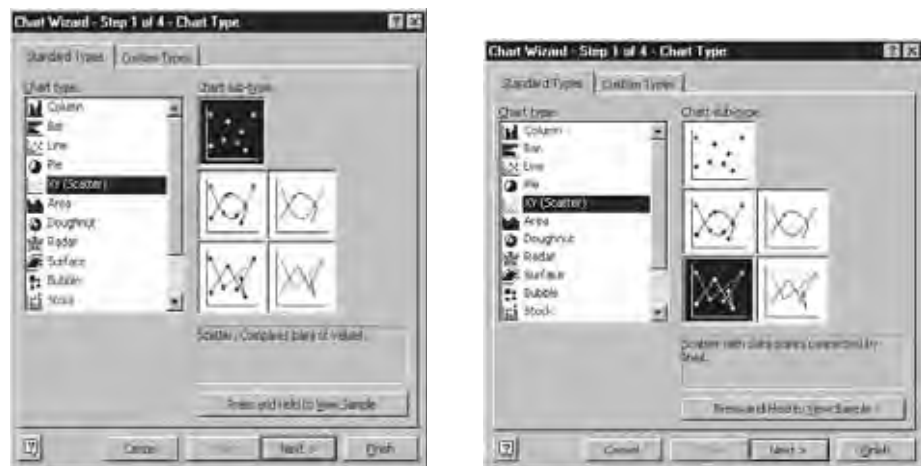 Chart Wizard - Step 1 of 4 - Chart Type
Standard Types
Custom Types
Chart type:
Chart sub-type:
Column
Bar
Line
Pie
XY (Scatter)
Area
Doughnut
Radar
Surface
Bubble
Stock
Scatter. Compares pairs of values.
Press and Hold to View Sample
Cancel
Next >
Finish
Chart Wizard - Step 1 of 4 - Chart Type
Standard Types
Custom Types
Chart type:
Chart sub-type:
Column
Bar
Line
Pie
XY (Scatter)
Area
Doughnut
Radar
Surface
Bubble
Stock
Scatter with data points connected by
lines.
Press and Hold to View Sample
Cancel
Next >
Finish